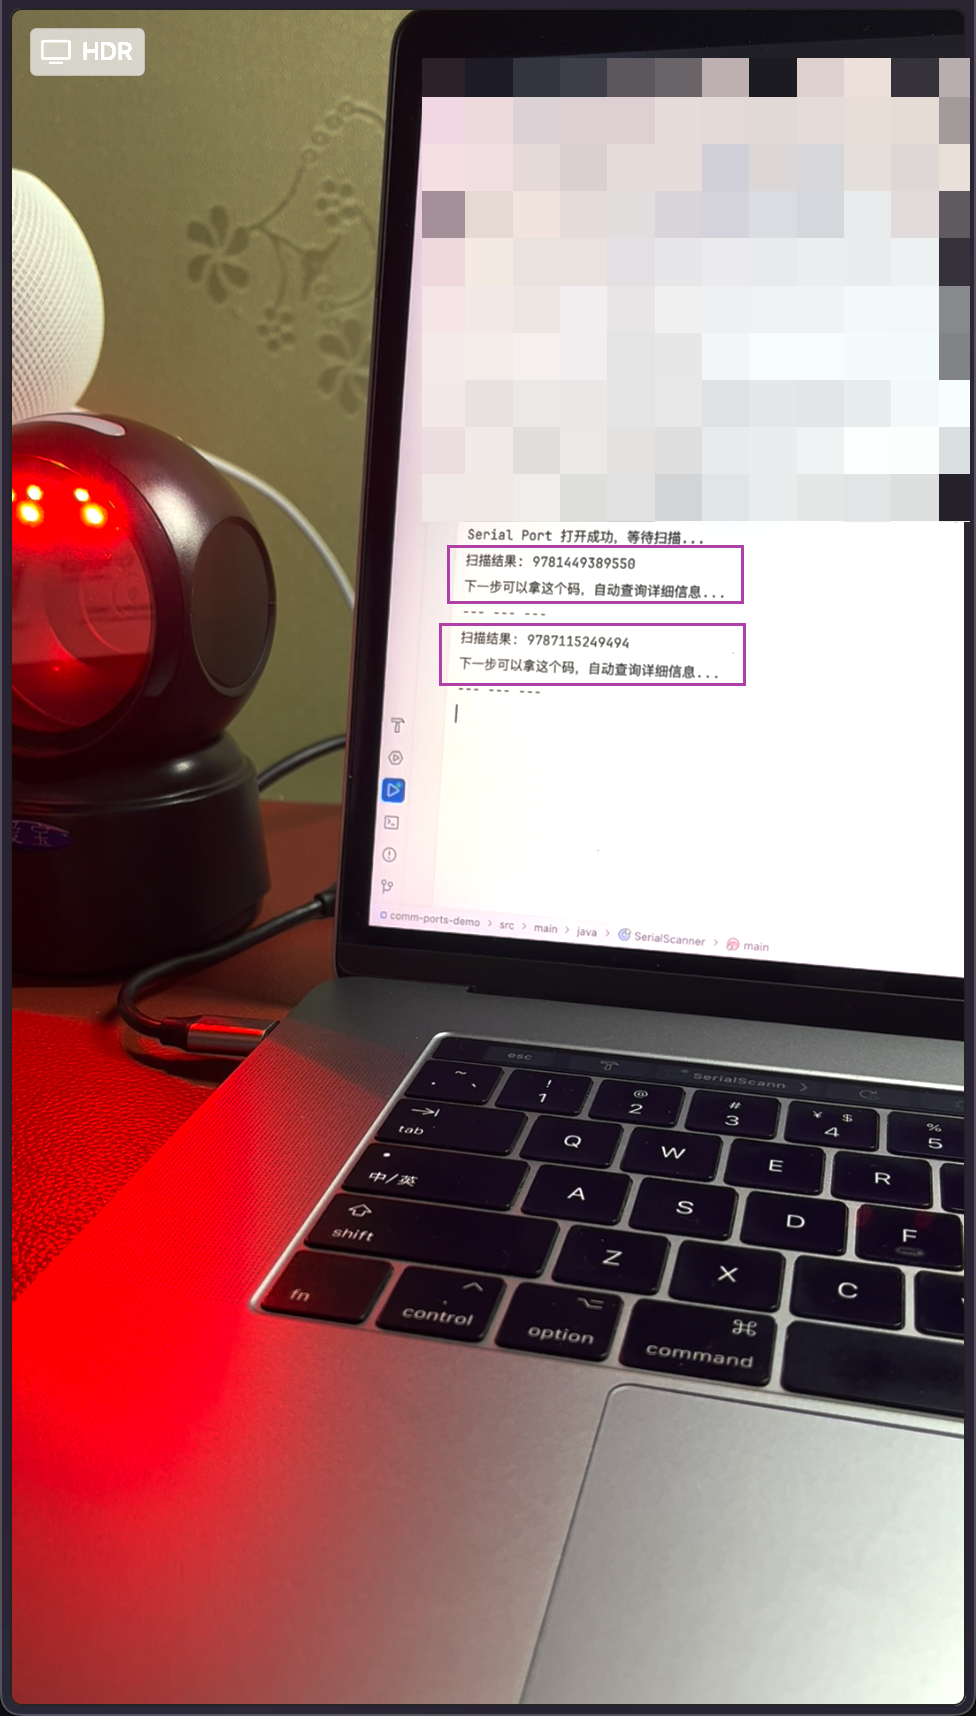 HDR
Serial Port 打开成功, 等待扫描...
扫描结果: 9781449389550
下一步可以拿这个码, 自动查询详细信息...
--- --- ---
扫描结果: 9787115249494
下一步可以拿这个码, 自动查询详细信息...
--- --- ---
宝
comm-ports-demo > src > main > java > SerialScanner > main
esc SerialScann >
~ ` ! 1 @ 2 # 3 ¥ $ 4 % 5
tab Q W E R
中/英 A S D F
shift Z X C
fn control option ⌘ command